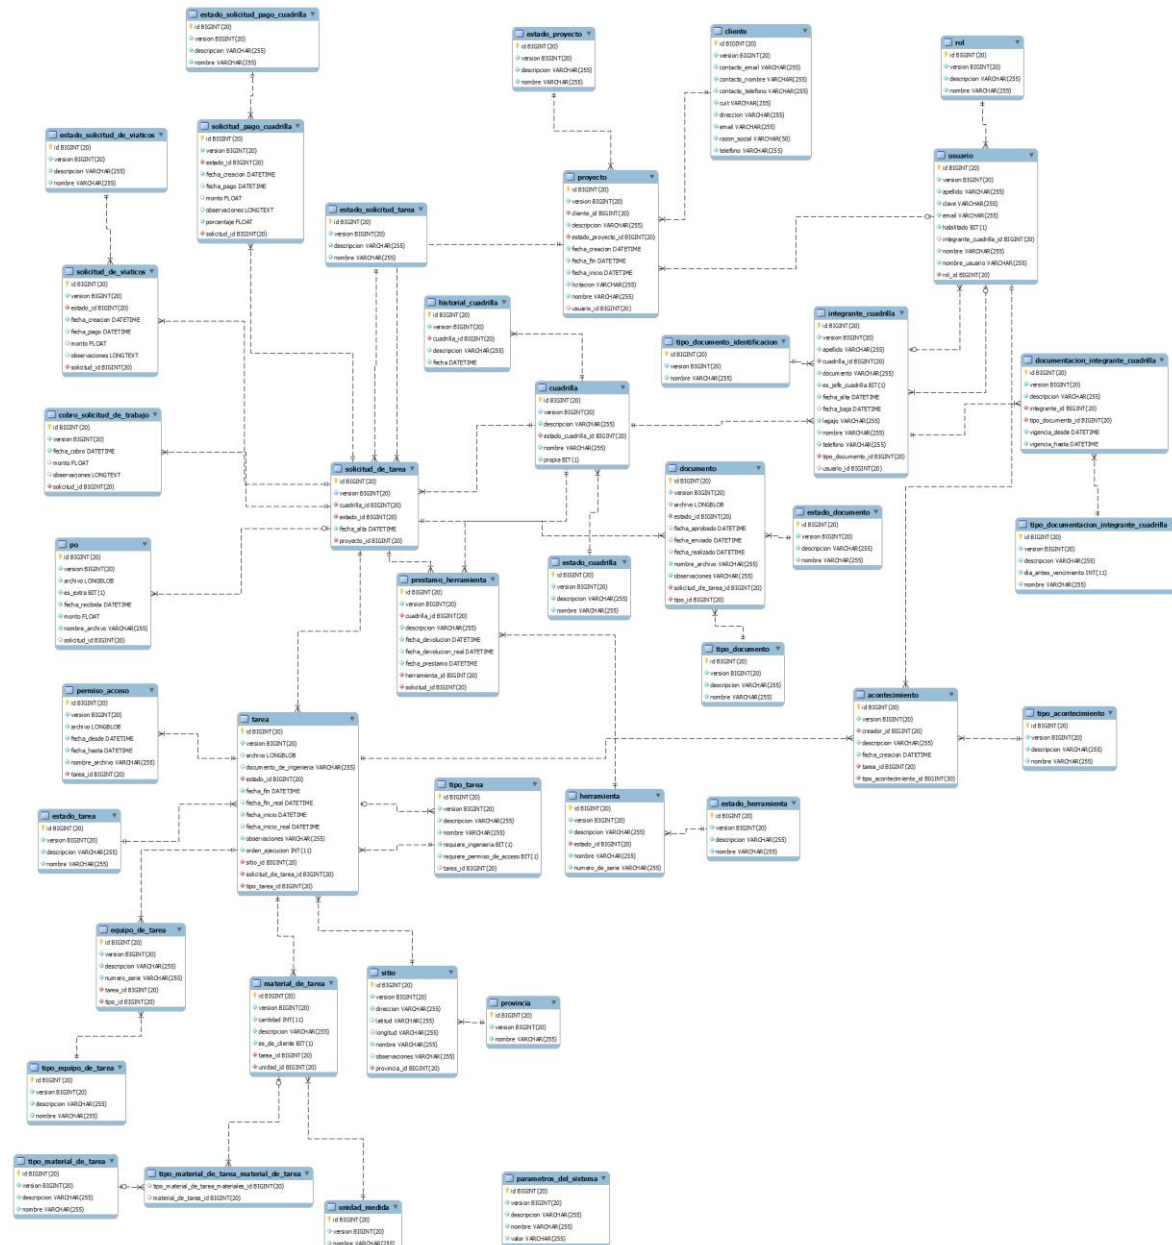 estado_solicitud_pago_cuadrilla
id BIGINT(20)
version BIGINT(20)
descripcion VARCHAR(255)
nombre VARCHAR(255)
estado_proyecto
id BIGINT(20)
version BIGINT(20)
descripcion VARCHAR(255)
nombre VARCHAR(255)
cliente
id BIGINT(20)
version BIGINT(20)
contacto_email VARCHAR(255)
contacto_nombre VARCHAR(255)
contacto_telefono VARCHAR(255)
cuit VARCHAR(255)
direccion VARCHAR(255)
email VARCHAR(255)
razon_social VARCHAR(50)
telefono VARCHAR(255)
rol
id BIGINT(20)
version BIGINT(20)
descripcion VARCHAR(255)
nombre VARCHAR(255)
estado_solicitud_de_viaticos
id BIGINT(20)
version BIGINT(20)
descripcion VARCHAR(255)
nombre VARCHAR(255)
solicitud_pago_cuadrilla
id BIGINT(20)
version BIGINT(20)
estado_id BIGINT(20)
fecha_creacion DATETIME
fecha_pago DATETIME
monto FLOAT
observaciones LONGTEXT
porcentaje FLOAT
solicitud_id BIGINT(20)
usuario
id BIGINT(20)
version BIGINT(20)
apellido VARCHAR(255)
clave VARCHAR(255)
email VARCHAR(255)
habilitado BIT(1)
integrante_cuadrilla_id BIGINT(20)
nombre VARCHAR(255)
nombre_usuario VARCHAR(255)
rol_id BIGINT(20)
proyecto
id BIGINT(20)
version BIGINT(20)
cliente_id BIGINT(20)
descripcion VARCHAR(255)
estado_proyecto_id BIGINT(20)
fecha_creacion DATETIME
fecha_fin DATETIME
fecha_inicio DATETIME
licitacion VARCHAR(255)
nombre VARCHAR(255)
usuario_id BIGINT(20)
estado_solicitud_tarea
id BIGINT(20)
version BIGINT(20)
descripcion VARCHAR(255)
nombre VARCHAR(255)
solicitud_de_viaticos
id BIGINT(20)
version BIGINT(20)
estado_id BIGINT(20)
fecha_creacion DATETIME
fecha_pago DATETIME
monto FLOAT
observaciones LONGTEXT
solicitud_id BIGINT(20)
historial_cuadrilla
id BIGINT(20)
version BIGINT(20)
cuadrilla_id BIGINT(20)
descripcion VARCHAR(255)
fecha DATETIME
integrante_cuadrilla
id BIGINT(20)
version BIGINT(20)
apellido VARCHAR(255)
cuadrilla_id BIGINT(20)
documento VARCHAR(255)
es_jefe_cuadrilla BIT(1)
fecha_alta DATETIME
fecha_baja DATETIME
legajo VARCHAR(255)
nombre VARCHAR(255)
telefono VARCHAR(255)
tipo_documento_id BIGINT(20)
usuario_id BIGINT(20)
tipo_documento_identificacion
id BIGINT(20)
version BIGINT(20)
nombre VARCHAR(255)
documentacion_integrante_cuadrilla
id BIGINT(20)
version BIGINT(20)
descripcion VARCHAR(255)
integrante_id BIGINT(20)
tipo_documento_id BIGINT(20)
vigencia_desde DATETIME
vigencia_hasta DATETIME
cuadrilla
id BIGINT(20)
version BIGINT(20)
descripcion VARCHAR(255)
estado_cuadrilla_id BIGINT(20)
nombre VARCHAR(255)
propia BIT(1)
cobro_solicitud_de_trabajo
id BIGINT(20)
version BIGINT(20)
fecha_cobro DATETIME
monto FLOAT
observaciones LONGTEXT
solicitud_id BIGINT(20)
solicitud_de_tarea
id BIGINT(20)
version BIGINT(20)
cuadrilla_id BIGINT(20)
estado_id BIGINT(20)
fecha_alta DATETIME
proyecto_id BIGINT(20)
documento
id BIGINT(20)
version BIGINT(20)
archivo LONGBLOB
estado_id BIGINT(20)
fecha_aprobado DATETIME
fecha_enviado DATETIME
fecha_realizado DATETIME
nombre_archivo VARCHAR(255)
observaciones VARCHAR(255)
solicitud_de_tarea_id BIGINT(20)
tipo_id BIGINT(20)
estado_documento
id BIGINT(20)
version BIGINT(20)
descripcion VARCHAR(255)
nombre VARCHAR(255)
tipo_documentacion_integrante_cuadrilla
id BIGINT(20)
version BIGINT(20)
descripcion VARCHAR(255)
dia_antes_vencimiento INT(11)
nombre VARCHAR(255)
po
id BIGINT(20)
version BIGINT(20)
archivo LONGBLOB
es_extra BIT(1)
fecha_recibida DATETIME
monto FLOAT
nombre_archivo VARCHAR(255)
solicitud_id BIGINT(20)
estado_cuadrilla
id BIGINT(20)
version BIGINT(20)
descripcion VARCHAR(255)
nombre VARCHAR(255)
prestamo_herramienta
id BIGINT(20)
version BIGINT(20)
cuadrilla_id BIGINT(20)
descripcion VARCHAR(255)
fecha_devolucion DATETIME
fecha_devolucion_real DATETIME
fecha_prestamo DATETIME
herramienta_id BIGINT(20)
solicitud_id BIGINT(20)
tipo_documento
id BIGINT(20)
version BIGINT(20)
descripcion VARCHAR(255)
nombre VARCHAR(255)
permiso_acceso
id BIGINT(20)
version BIGINT(20)
archivo LONGBLOB
fecha_desde DATETIME
fecha_hasta DATETIME
nombre_archivo VARCHAR(255)
tarea_id BIGINT(20)
acontecimiento
id BIGINT(20)
version BIGINT(20)
creador_id BIGINT(20)
descripcion VARCHAR(255)
fecha_creacion DATETIME
tarea_id BIGINT(20)
tipo_acontecimiento_id BIGINT(20)
tipo_acontecimiento
id BIGINT(20)
version BIGINT(20)
descripcion VARCHAR(255)
nombre VARCHAR(255)
tarea
id BIGINT(20)
version BIGINT(20)
archivo LONGBLOB
documento_de_ingenieria VARCHAR(255)
estado_id BIGINT(20)
fecha_fin DATETIME
fecha_fin_real DATETIME
fecha_inicio DATETIME
fecha_inicio_real DATETIME
observaciones VARCHAR(255)
orden_ejecucion INT(11)
sitio_id BIGINT(20)
solicitud_de_tarea_id BIGINT(20)
tipo_tarea_id BIGINT(20)
tipo_tarea
id BIGINT(20)
version BIGINT(20)
descripcion VARCHAR(255)
nombre VARCHAR(255)
requiere_ingenieria BIT(1)
requiere_permiso_de_acceso BIT(1)
tarea_id BIGINT(20)
herramienta
id BIGINT(20)
version BIGINT(20)
descripcion VARCHAR(255)
estado_id BIGINT(20)
nombre VARCHAR(255)
numero_de_serie VARCHAR(255)
estado_herramienta
id BIGINT(20)
version BIGINT(20)
descripcion VARCHAR(255)
nombre VARCHAR(255)
estado_tarea
id BIGINT(20)
version BIGINT(20)
descripcion VARCHAR(255)
nombre VARCHAR(255)
equipo_de_tarea
id BIGINT(20)
version BIGINT(20)
descripcion VARCHAR(255)
numero_serie VARCHAR(255)
tarea_id BIGINT(20)
tipo_id BIGINT(20)
material_de_tarea
id BIGINT(20)
version BIGINT(20)
cantidad INT(11)
descripcion VARCHAR(255)
es_de_cliente BIT(1)
tarea_id BIGINT(20)
unidad_id BIGINT(20)
sitio
id BIGINT(20)
version BIGINT(20)
direccion VARCHAR(255)
latitud VARCHAR(255)
longitud VARCHAR(255)
nombre VARCHAR(255)
observaciones VARCHAR(255)
provincia_id BIGINT(20)
provincia
id BIGINT(20)
version BIGINT(20)
nombre VARCHAR(255)
tipo_equipo_de_tarea
id BIGINT(20)
version BIGINT(20)
descripcion VARCHAR(255)
nombre VARCHAR(255)
tipo_material_de_tarea
id BIGINT(20)
version BIGINT(20)
descripcion VARCHAR(255)
nombre VARCHAR(255)
tipo_material_de_tarea_material_de_tarea
tipo_material_de_tarea_materiales_id BIGINT(20)
material_de_tarea_id BIGINT(20)
unidad_medida
id BIGINT(20)
version BIGINT(20)
nombre VARCHAR(255)
parametros_del_sistema
id BIGINT(20)
version BIGINT(20)
descripcion VARCHAR(255)
nombre VARCHAR(255)
valor VARCHAR(255)